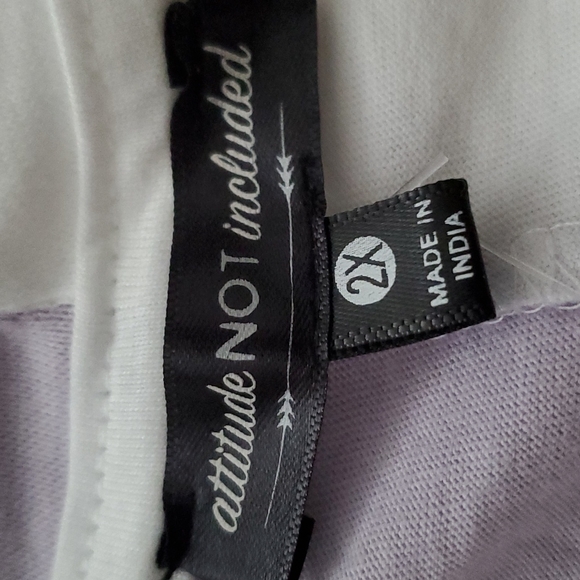 attitude NOT included
2X
MADE IN
INDIA